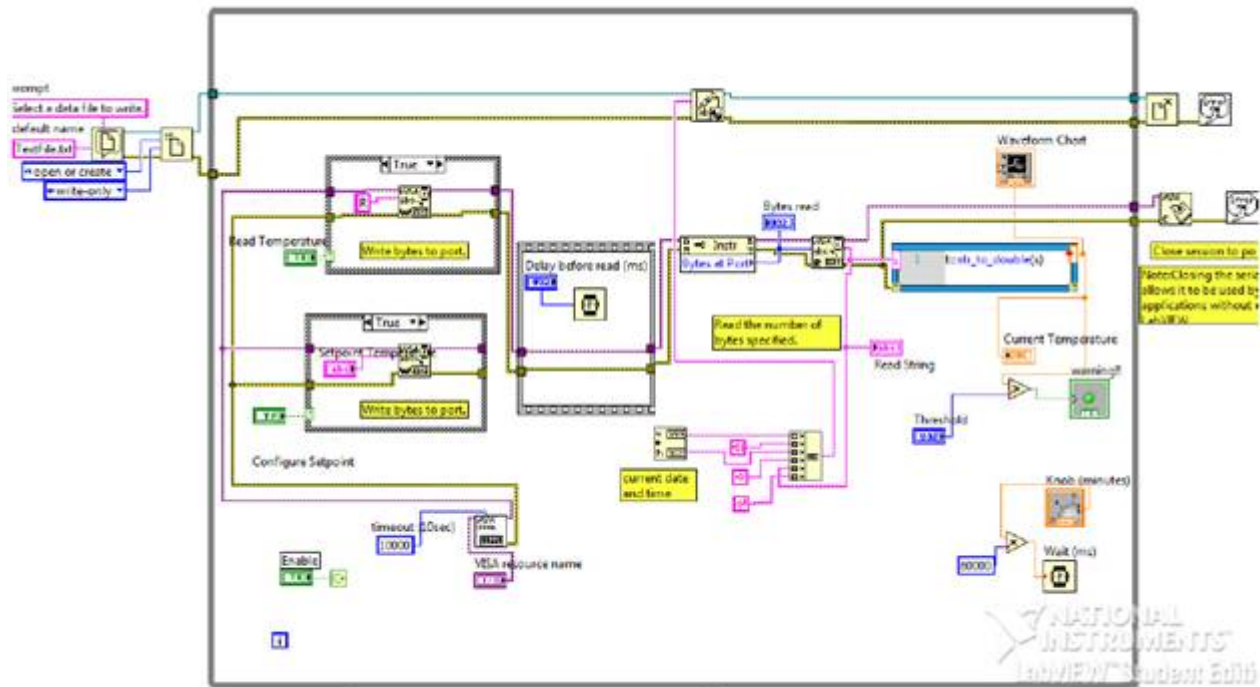 Select a data file to write.
default name
TextFile.txt
open or create
write-only
True
Read Temperature
R
Write bytes to port.
True
Setpoint Temperature
Write bytes to port.
Configure Setpoint
Delay before read (ms)
Bytes read
Instr
Bytes at Port
Read the number of
bytes specified.
Read String
current date
and time
timeout (10sec)
10000
VISA resource name
Enable
i
Waveform Chart
Current Temperature
warning!!
Threshold
Knob (minutes)
60000
Wait (ms)
Close session to po
Note:Closing the seria
allows it to be used by
applications without
LabVIEW
NATIONAL
INSTRUMENTS
LabVIEW Student Editi